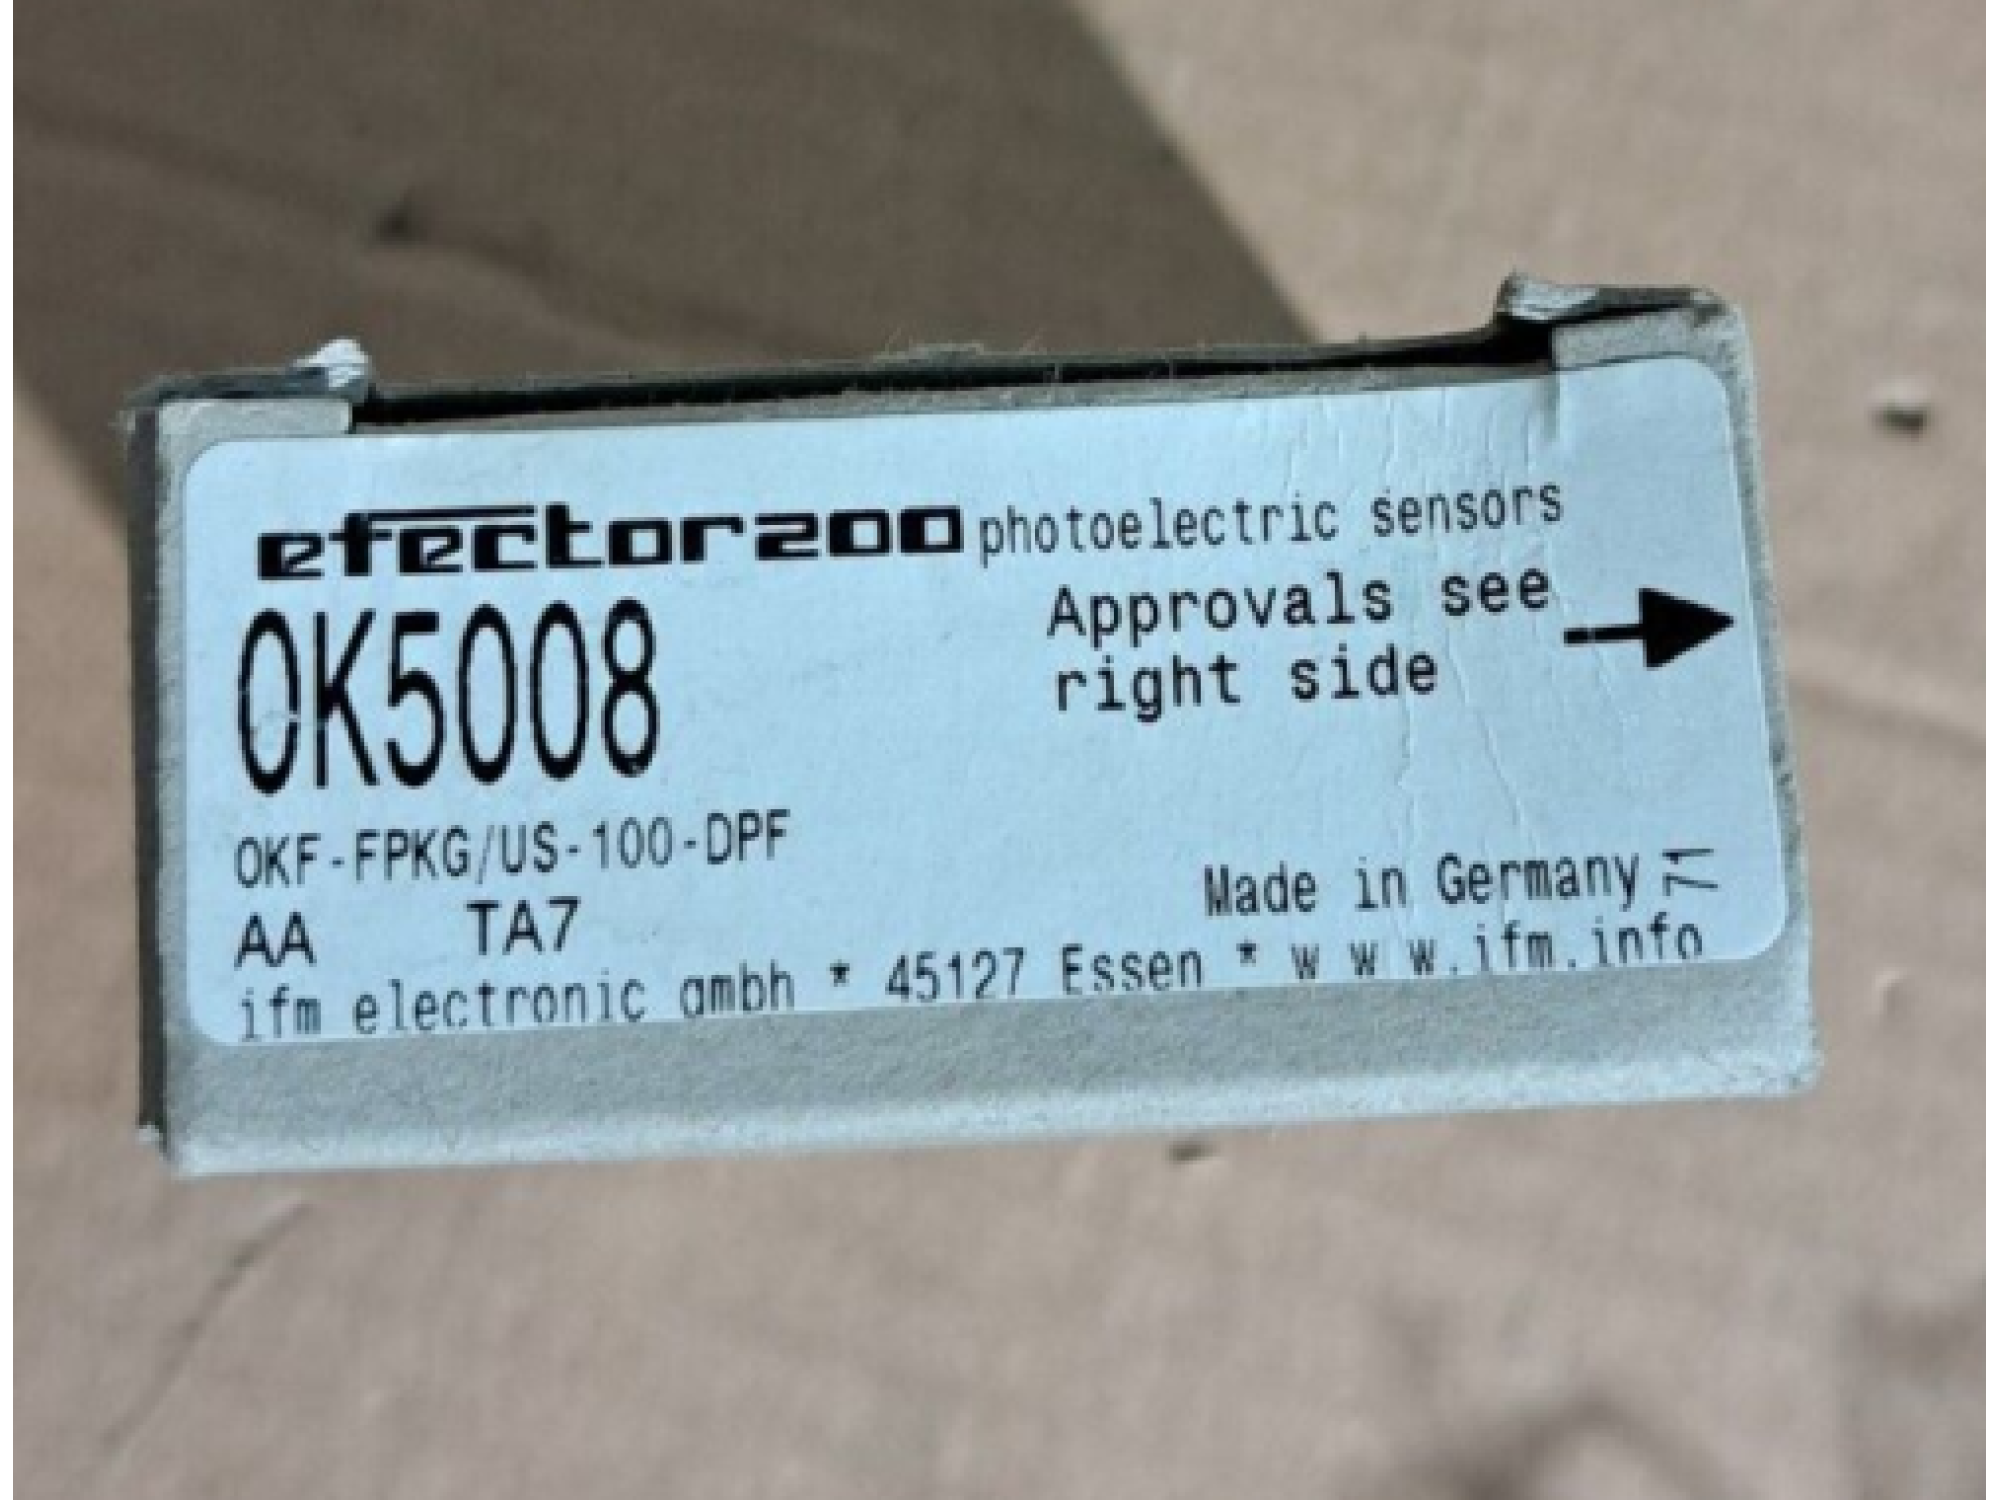 efector200 photoelectric sensors
OK5008
Approvals see
right side
OKF-FPKG/US-100-DPF
AA TA7
Made in Germany 71
ifm electronic gmbh * 45127 Essen * w w w.ifm.info